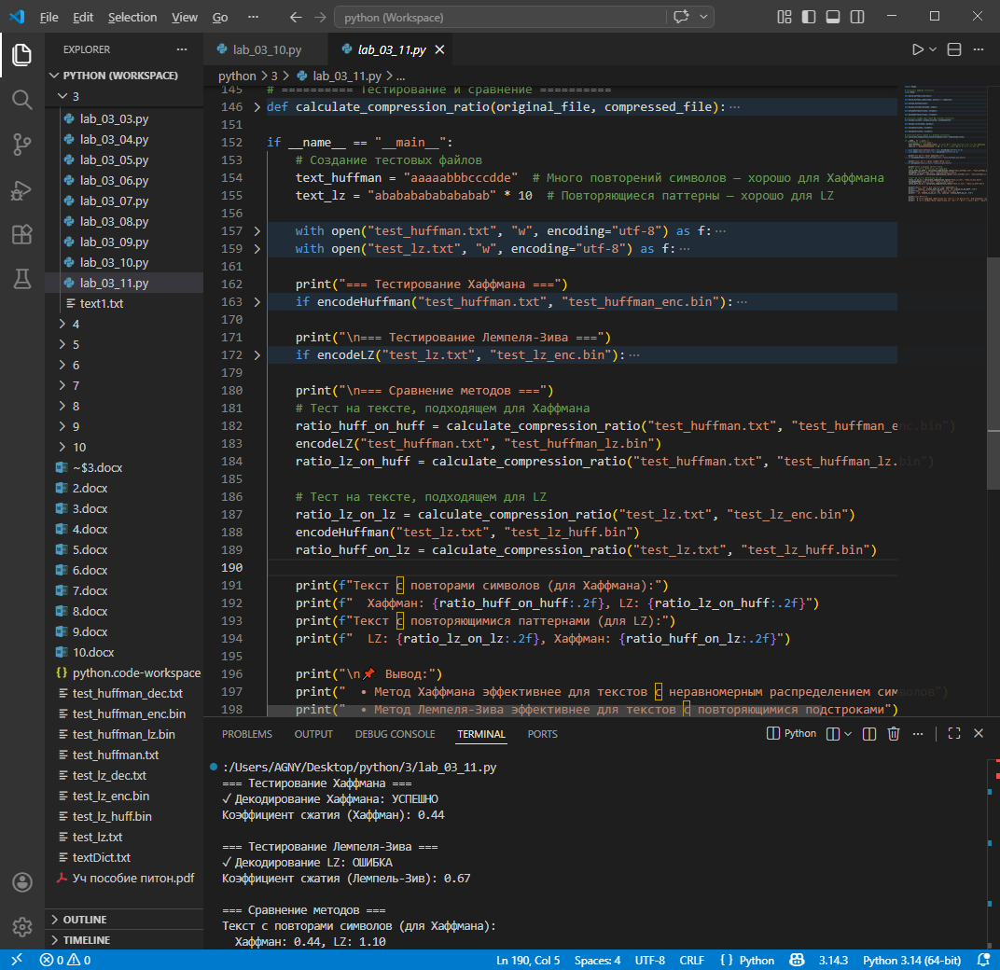 File Edit Selection View Go ··· python (Workspace)
EXPLORER ···
PYTHON (WORKSPACE)
3
lab_03_03.py
lab_03_04.py
lab_03_05.py
lab_03_06.py
lab_03_07.py
lab_03_08.py
lab_03_09.py
lab_03_10.py
lab_03_11.py
text1.txt
4
5
6
7
8
9
10
~$3.docx
2.docx
3.docx
4.docx
5.docx
6.docx
7.docx
8.docx
9.docx
10.docx
python.code-workspace
test_huffman_dec.txt
test_huffman_enc.bin
test_huffman_lz.bin
test_huffman.txt
test_lz_dec.txt
test_lz_enc.bin
test_lz_huff.bin
test_lz.txt
textDict.txt
Уч пособие питон.pdf
OUTLINE
TIMELINE
lab_03_10.py lab_03_11.py
python > 3 > lab_03_11.py > ...
145 # ========== Тестирование и сравнение ==========
146 def calculate_compression_ratio(original_file, compressed_file): ···
151
152 if __name__ == "__main__":
153 # Создание тестовых файлов
154 text_huffman = "aaaaabbbcccdde" # Много повторений символов — хорошо для Хаффмана
155 text_lz = "ababababababab" * 10 # Повторяющиеся паттерны — хорошо для LZ
156
157 with open("test_huffman.txt", "w", encoding="utf-8") as f: ···
159 with open("test_lz.txt", "w", encoding="utf-8") as f: ···
161
162 print("=== Тестирование Хаффмана ===")
163 if encodeHuffman("test_huffman.txt", "test_huffman_enc.bin"): ···
170
171 print("\n=== Тестирование Лемпеля-Зива ===")
172 if encodeLZ("test_lz.txt", "test_lz_enc.bin"): ···
179
180 print("\n=== Сравнение методов ===")
181 # Тест на тексте, подходящем для Хаффмана
182 ratio_huff_on_huff = calculate_compression_ratio("test_huffman.txt", "test_huffman_enc.bin")
183 encodeLZ("test_huffman.txt", "test_huffman_lz.bin")
184 ratio_lz_on_huff = calculate_compression_ratio("test_huffman.txt", "test_huffman_lz.bin")
185
186 # Тест на тексте, подходящем для LZ
187 ratio_lz_on_lz = calculate_compression_ratio("test_lz.txt", "test_lz_enc.bin")
188 encodeHuffman("test_lz.txt", "test_lz_huff.bin")
189 ratio_huff_on_lz = calculate_compression_ratio("test_lz.txt", "test_lz_huff.bin")
190
191 print(f"Текст с повторами символов (для Хаффмана):")
192 print(f" Хаффман: {ratio_huff_on_huff:.2f}, LZ: {ratio_lz_on_huff:.2f}")
193 print(f"Текст с повторяющимися паттернами (для LZ):")
194 print(f" LZ: {ratio_lz_on_lz:.2f}, Хаффман: {ratio_huff_on_lz:.2f}")
195
196 print("\n📌 Вывод:")
197 print(" • Метод Хаффмана эффективнее для текстов с неравномерным распределением символов")
198 print(" • Метод Лемпеля-Зива эффективнее для текстов с повторяющимися подстроками")
PROBLEMS OUTPUT DEBUG CONSOLE TERMINAL PORTS Python
:/Users/AGNY/Desktop/python/3/lab_03_11.py
=== Тестирование Хаффмана ===
✓ Декодирование Хаффмана: УСПЕШНО
Коэффициент сжатия (Хаффман): 0.44
=== Тестирование Лемпеля-Зива ===
✓ Декодирование LZ: ОШИБКА
Коэффициент сжатия (Лемпель-Зив): 0.67
=== Сравнение методов ===
Текст с повторами символов (для Хаффмана):
Хаффман: 0.44, LZ: 1.10
0 0 Ln 190, Col 5 Spaces: 4 UTF-8 CRLF { } Python 3.14.3 Python 3.14 (64-bit)